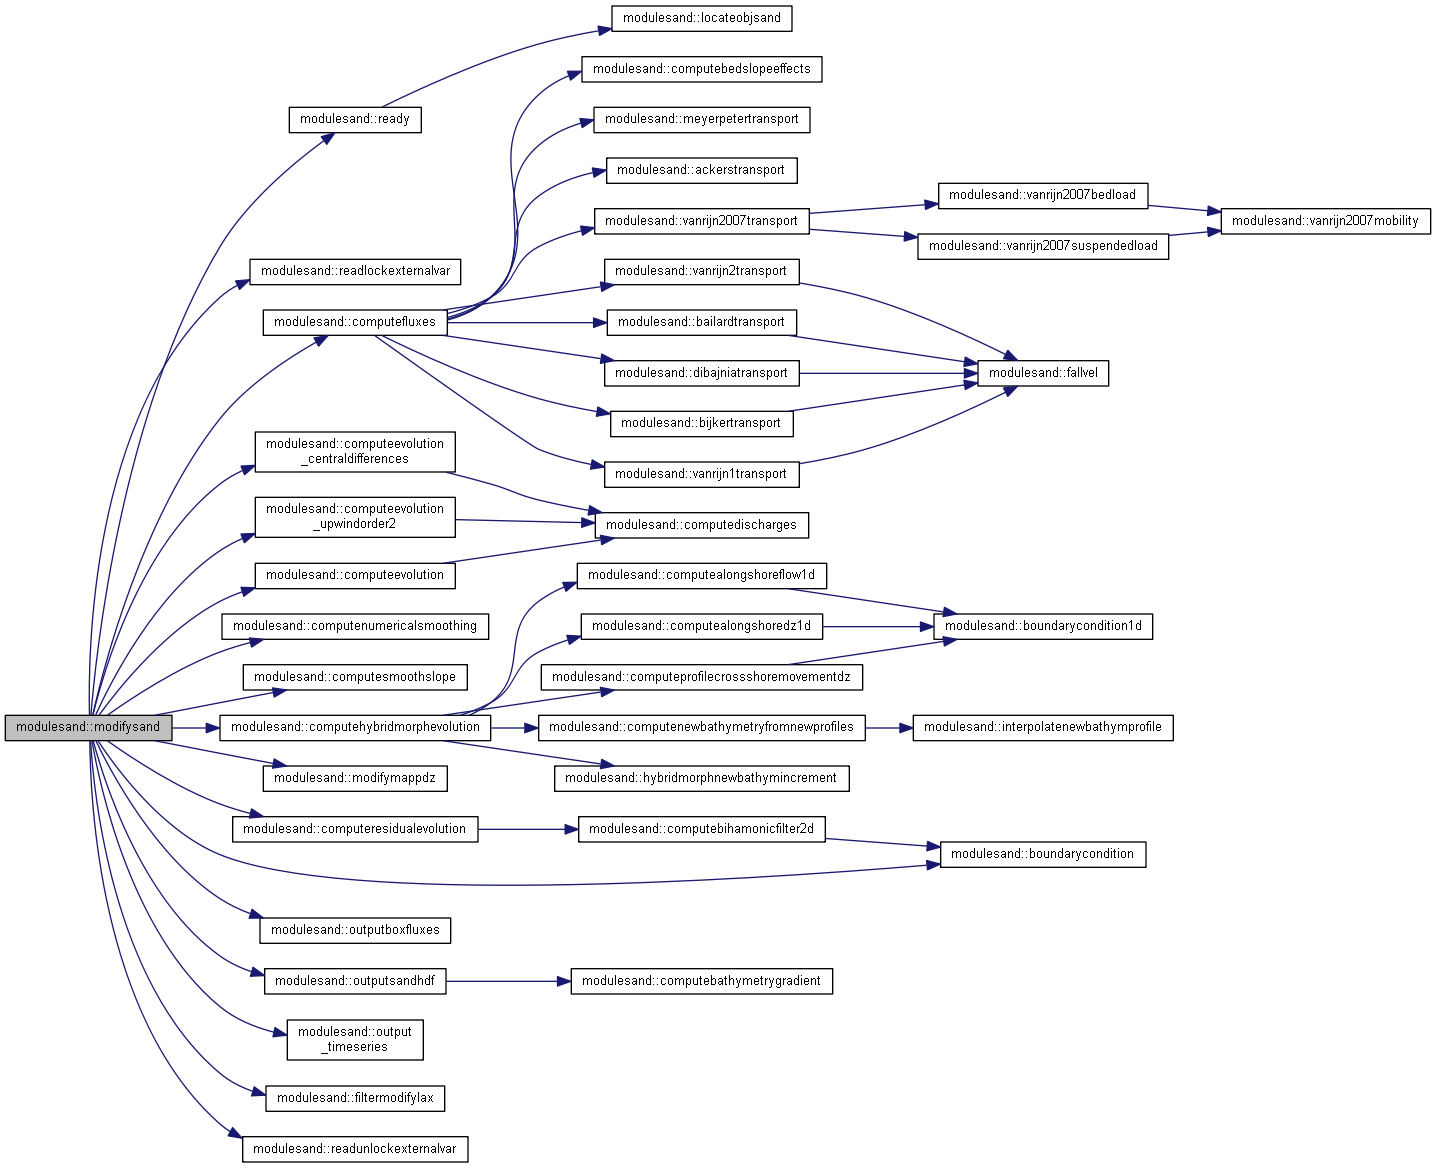 modulesand::locateobjsand
modulesand::computebedslopeeffects
modulesand::ready
modulesand::meyerpetertransport
modulesand::ackerstransport
modulesand::vanrijn2007bedload
modulesand::vanrijn2007transport
modulesand::vanrijn2007mobility
modulesand::vanrijn2007suspendedload
modulesand::readlockexternalvar
modulesand::vanrijn2transport
modulesand::computefluxes
modulesand::bailardtransport
modulesand::dibajniatransport
modulesand::fallvel
modulesand::bijkertransport
modulesand::computeevolution
_centraldifferences
modulesand::vanrijn1transport
modulesand::computeevolution
_upwindorder2
modulesand::computedischarges
modulesand::computeevolution
modulesand::computealongshoreflow1d
modulesand::computenumericalsmoothing
modulesand::computealongshoredz1d
modulesand::boundarycondition1d
modulesand::computesmoothslope
modulesand::computeprofilecrossshoremovementdz
modulesand::modifysand
modulesand::computehybridmorphevolution
modulesand::computenewbathymetryfromnewprofiles
modulesand::interpolatenewbathymprofile
modulesand::modifymappdz
modulesand::hybridmorphnewbathymincrement
modulesand::computeresidualevolution
modulesand::computebihamonicfilter2d
modulesand::boundarycondition
modulesand::outputboxfluxes
modulesand::outputsandhdf
modulesand::computebathymetrygradient
modulesand::output
_timeseries
modulesand::filtermodifylax
modulesand::readunlockexternalvar